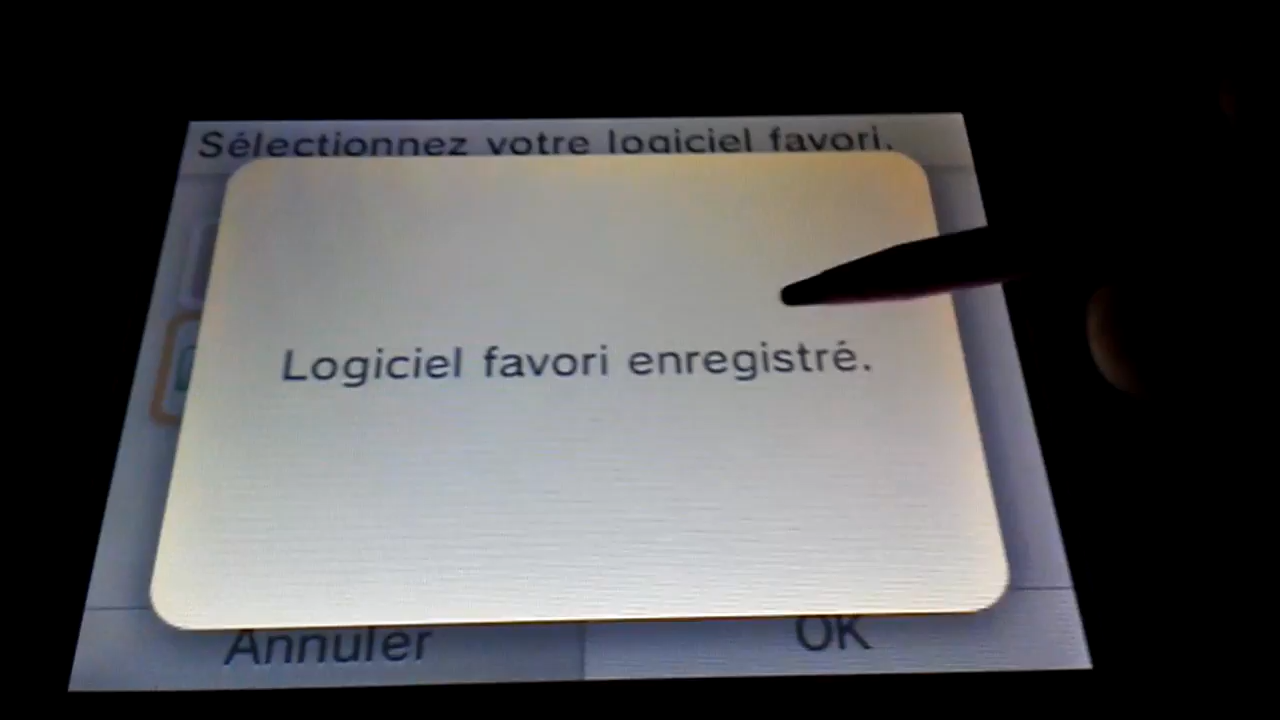 Sélectionnez votre logiciel favori.
Logiciel favori enregistré.
Annuler
OK